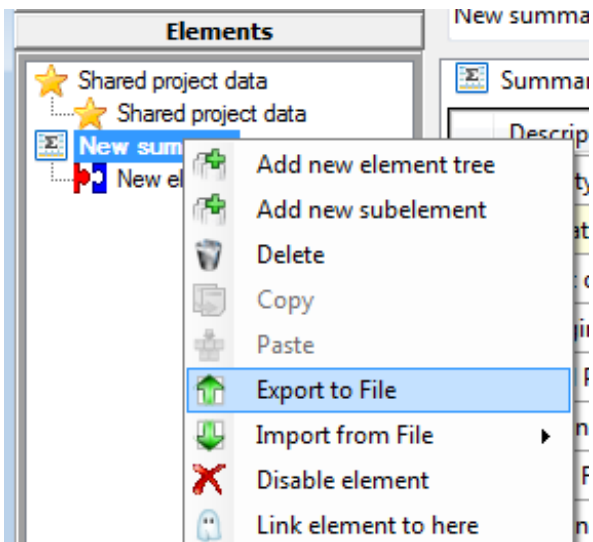 Elements
New summa
Shared project data
Shared project data
New sum
New el
Summar
Descrip
Add new element tree
Add new subelement
Delete
Copy
Paste
Export to File
Import from File
Disable element
Link element to here